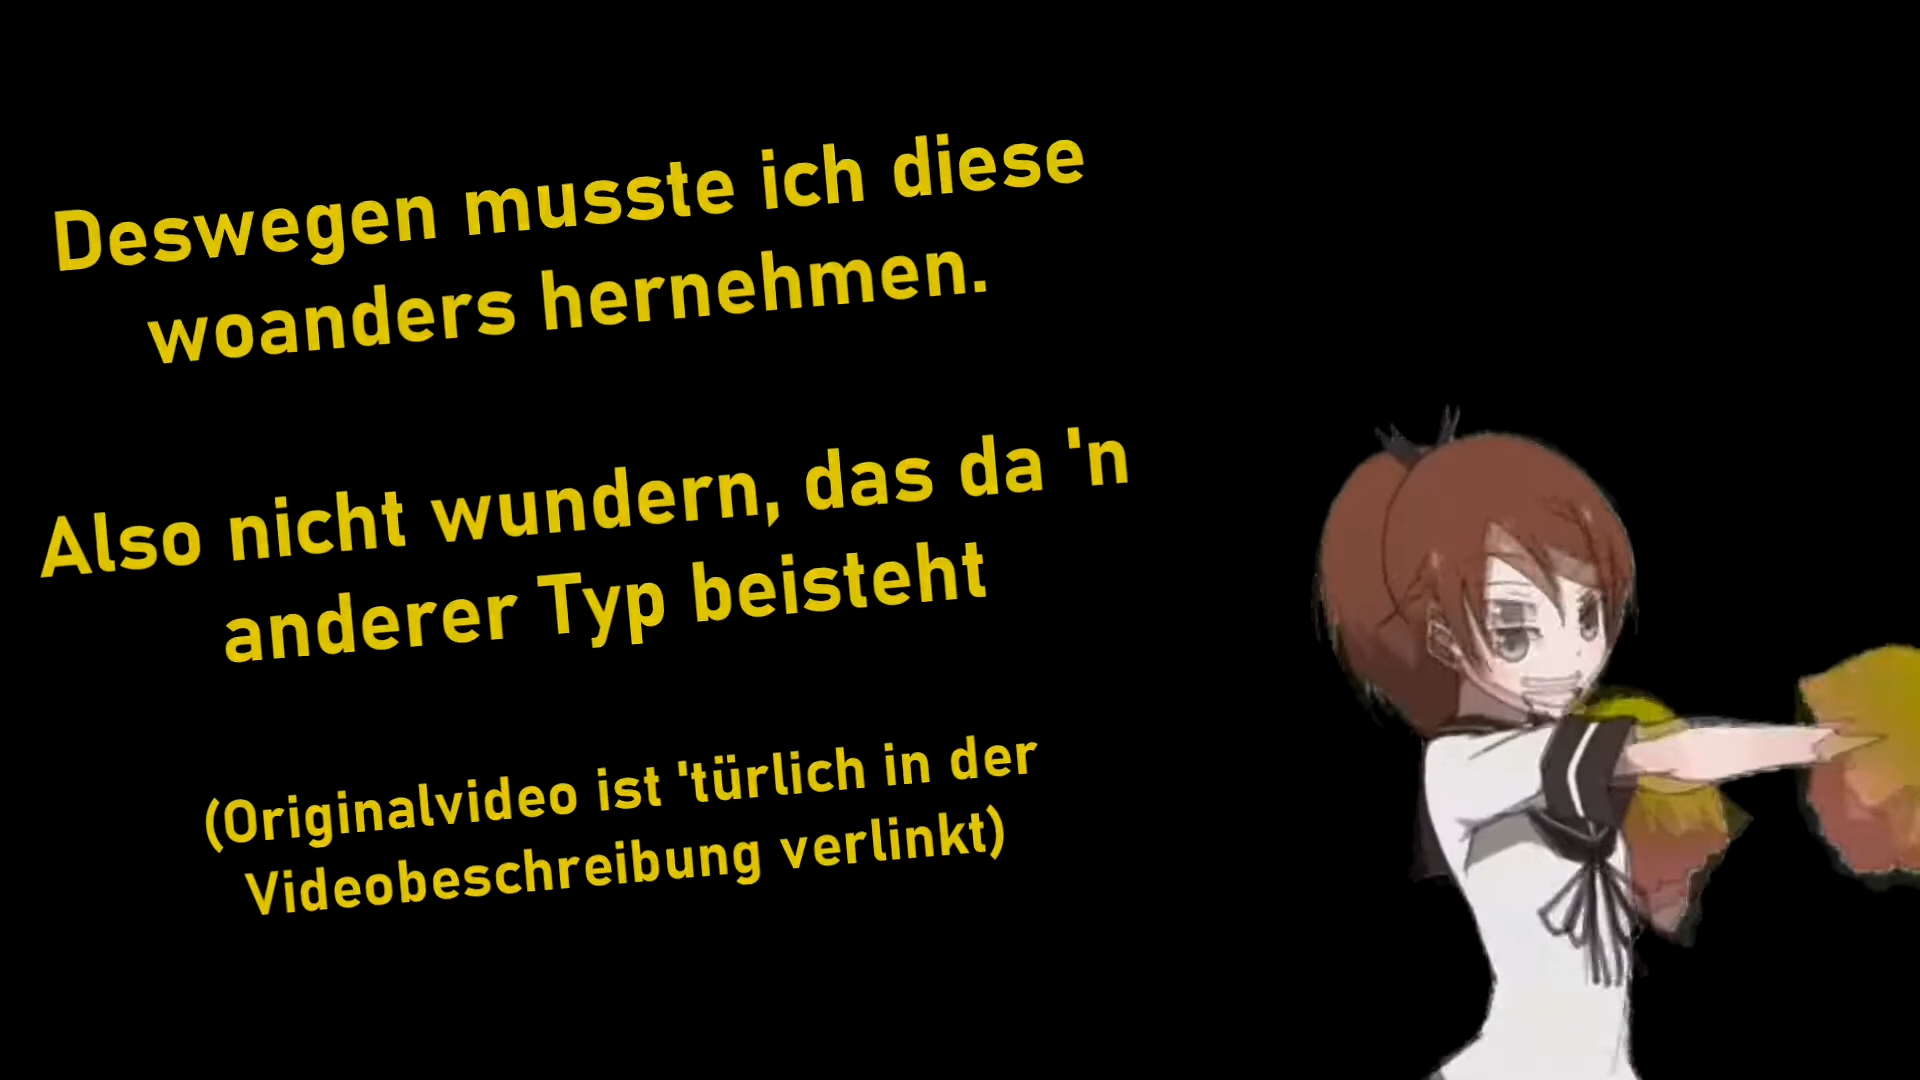 Deswegen musste ich diese
woanders hernehmen.
Also nicht wundern, das da 'n
anderer Typ beisteht
(Originalvideo ist 'türlich in der
Videobeschreibung verlinkt)